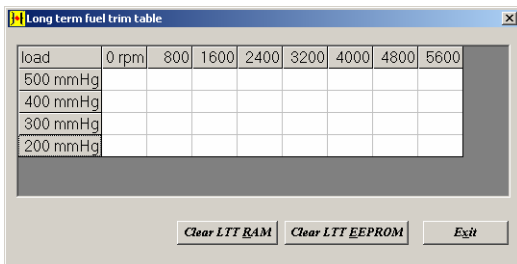 Long term fuel trim table
load 0 rpm 800 1600 2400 3200 4000 4800 5600
500 mmHg
400 mmHg
300 mmHg
200 mmHg
Clear LTT RAM Clear LTT EEPROM Exit